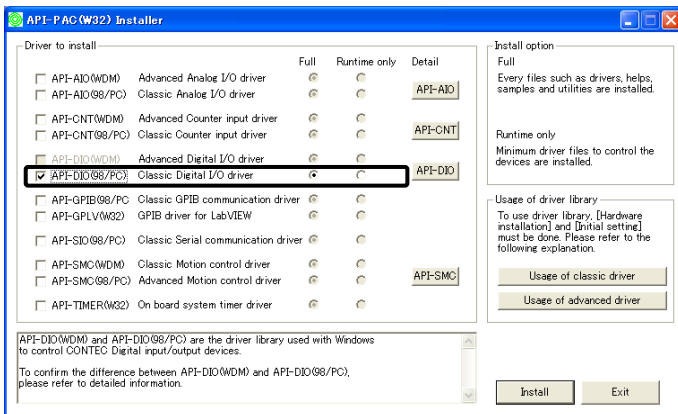 API-PAC(W32) Installer
Driver to install
Full Runtime only Detail
API-AIO(WDM) Advanced Analog I/O driver
API-AIO(98/PC) Classic Analog I/O driver
API-AIO
API-CNT(WDM) Advanced Counter input driver
API-CNT(98/PC) Classic Counter input driver
API-CNT
API-DIO(WDM) Advanced Digital I/O driver
API-DIO(98/PC) Classic Digital I/O driver
API-DIO
API-GPIB(98/PC Classic GPIB communication driver
API-GPLV(W32) GPIB driver for LabVIEW
API-SIO(98/PC) Classic Serial communication driver
API-SMC(WDM) Classic Motion control driver
API-SMC(98/PC) Advanced Motion control driver
API-SMC
API-TIMER(W32) On board system timer driver
Install option
Full
Every files such as drivers, helps,
samples and utilities are installed.
Runtime only
Minimum driver files to control the
devices are installed.
Usage of driver library
To use driver library, [Hardware
installation] and [Initial setting]
must be done. Please refer to the
following explanation.
Usage of classic driver
Usage of advanced driver
API-DIO(WDM) and API-DIO(98/PC) are the driver library used with Windows
to control CONTEC Digital input/output devices.
To confirm the difference between API-DIO(WDM) and API-DIO(98/PC),
please refer to detailed information.
Install Exit